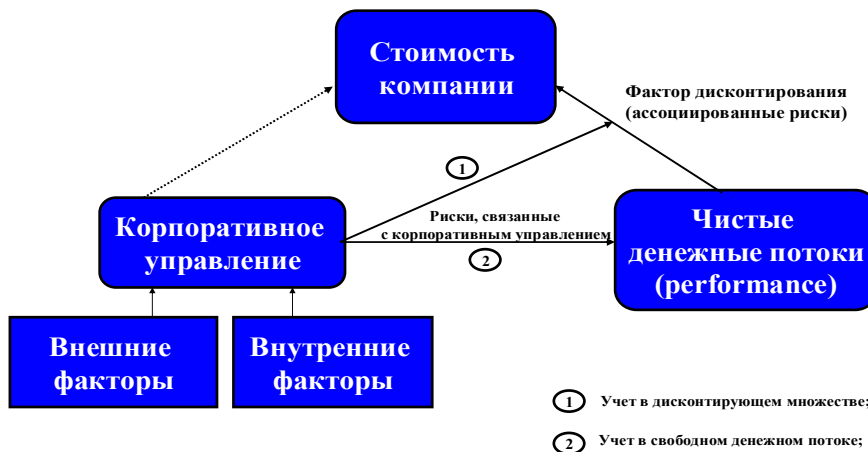 Стоимость
компании
Фактор дисконтирования
(ассоциированные риски)
1
Корпоративное
управление
Риски, связанные
с корпоративным управлением
2
Чистые
денежные потоки
(performance)
Внешние
факторы
Внутренние
факторы
1 Учет в дисконтирующем множестве;
2 Учет в свободном денежном потоке;